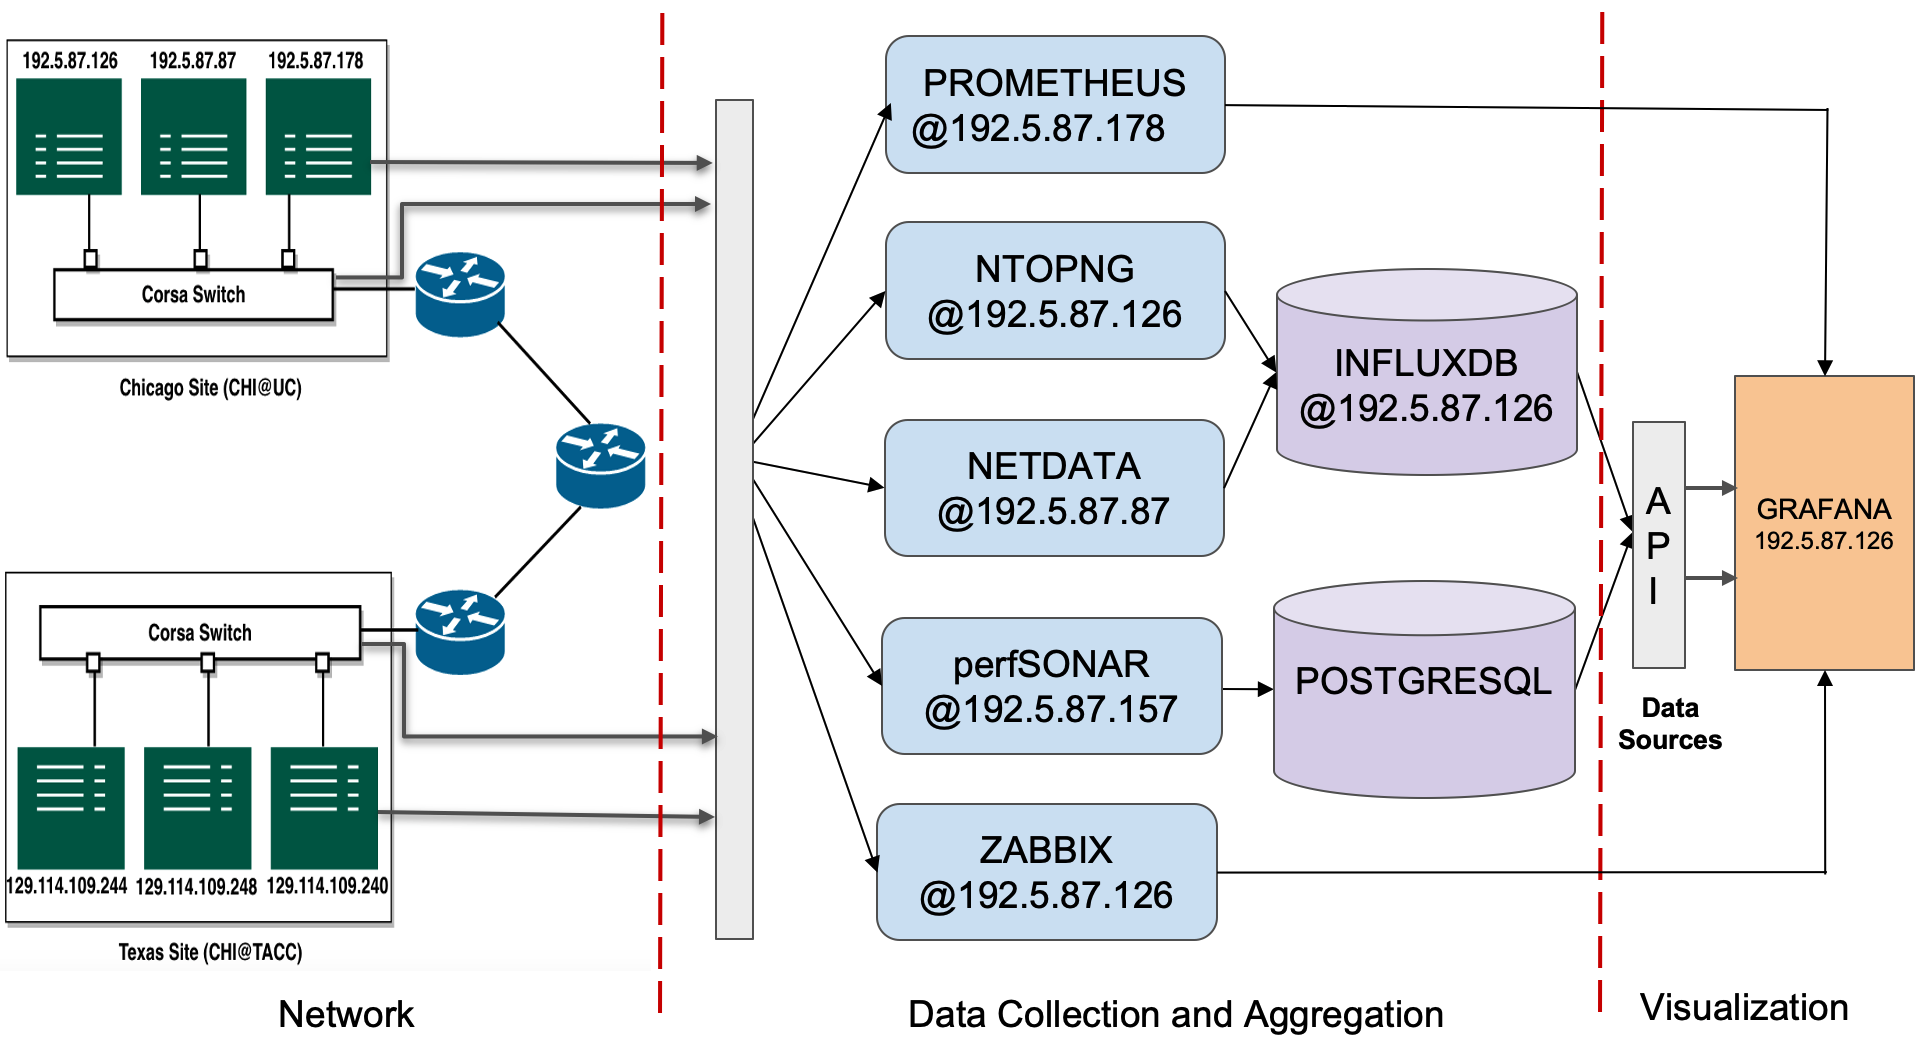 192.5.87.126
192.5.87.87
192.5.87.178
Corsa Switch
Chicago Site (CHI@UC)
Corsa Switch
129.114.109.244
129.114.109.248
129.114.109.240
Texas Site (CHI@TACC)
Network
PROMETHEUS
@192.5.87.178
NTOPNG
@192.5.87.126
NETDATA
@192.5.87.87
perfSONAR
@192.5.87.157
ZABBIX
@192.5.87.126
INFLUXDB
@192.5.87.126
POSTGRESQL
Data Collection and Aggregation
A
P
I
Data
Sources
GRAFANA
192.5.87.126
Visualization